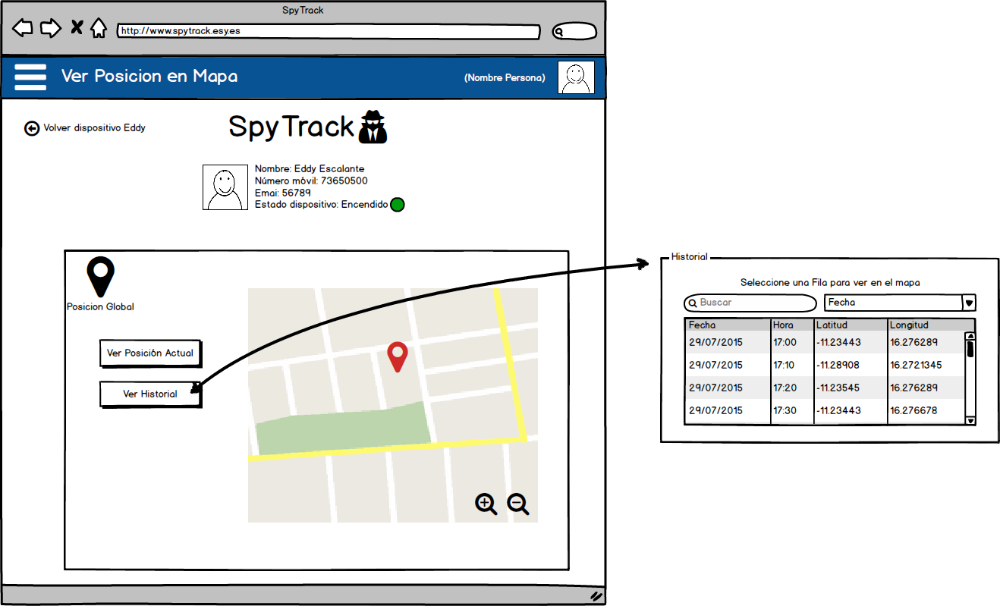 SpyTrack
http://www.spytrack.esy.es
Ver Posicion en Mapa
(Nombre Persona)
Volver dispositivo Eddy
SpyTrack
Nombre: Eddy Escalante
Número móvil: 73650500
Emai: 56789
Estado dispositivo: Encendido
Posicion Global
Ver Posición Actual
Ver Historial
Historial
Seleccione una Fila para ver en el mapa
Buscar
Fecha
Fecha Hora Latitud Longitud
29/07/2015 17:00 -11.23443 16.276289
29/07/2015 17:10 -11.28908 16.2721345
29/07/2015 17:20 -11.23545 16.276289
29/07/2015 17:30 -11.23443 16.276678